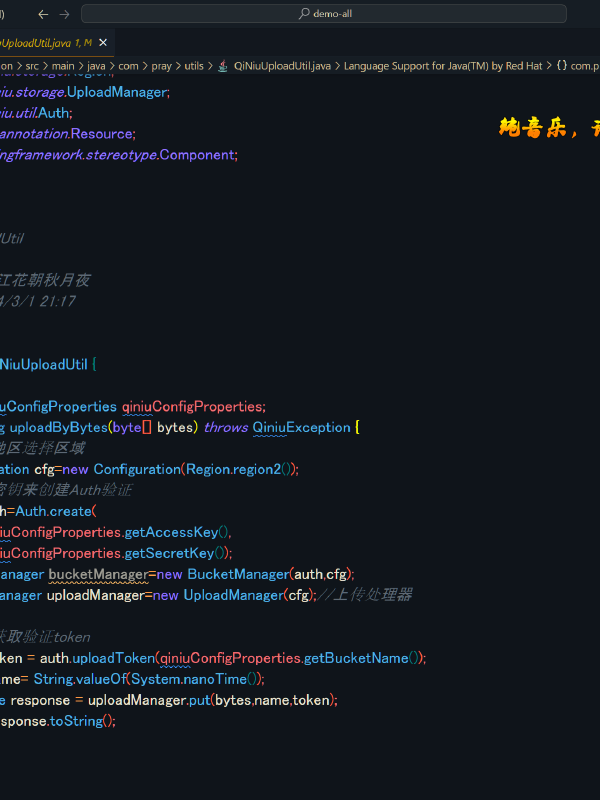 demo-all
UploadUtil.java 1, M
on > src > main > java > com > pray > utils > QiNiuUploadUtil.java > Language Support for Java(TM) by Red Hat > {} com.p
iu.storage.Region;
iu.storage.UploadManager;
iu.util.Auth;
annotation.Resource;
ngframework.stereotype.Component;
纯音乐，
dUtil
江花朝秋月夜
4/3/1 21:17
NiuUploadUtil {
uConfigProperties qiniuConfigProperties;
g uploadByBytes(byte[] bytes) throws QiniuException {
地区选择区域
ation cfg=new Configuration(Region.region2());
密钥来创建Auth验证
h=Auth.create(
iuConfigProperties.getAccessKey(),
iuConfigProperties.getSecretKey());
anager bucketManager=new BucketManager(auth,cfg);
anager uploadManager=new UploadManager(cfg);//上传处理器
获取验证token
ken = auth.uploadToken(qiniuConfigProperties.getBucketName());
me= String.valueOf(System.nanoTime());
e response = uploadManager.put(bytes,name,token);
sponse.toString();